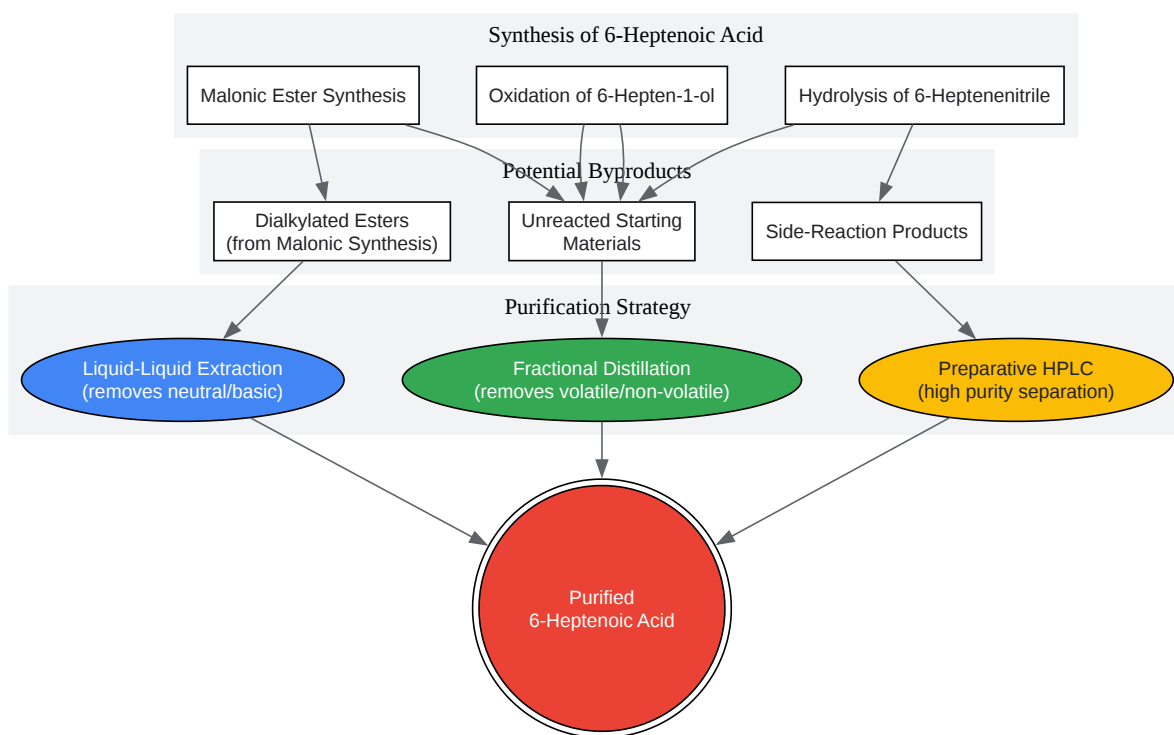 Synthesis of 6-Heptenoic Acid
Malonic Ester Synthesis
Oxidation of 6-Hepten-1-ol
Hydrolysis of 6-Heptenenitrile
Potential Byproducts
Dialkylated Esters
(from Malonic Synthesis)
Unreacted Starting
Materials
Side-Reaction Products
Purification Strategy
Liquid-Liquid Extraction
(removes neutral/basic)
Fractional Distillation
(removes volatile/non-volatile)
Preparative HPLC
(high purity separation)
Purified
6-Heptenoic Acid